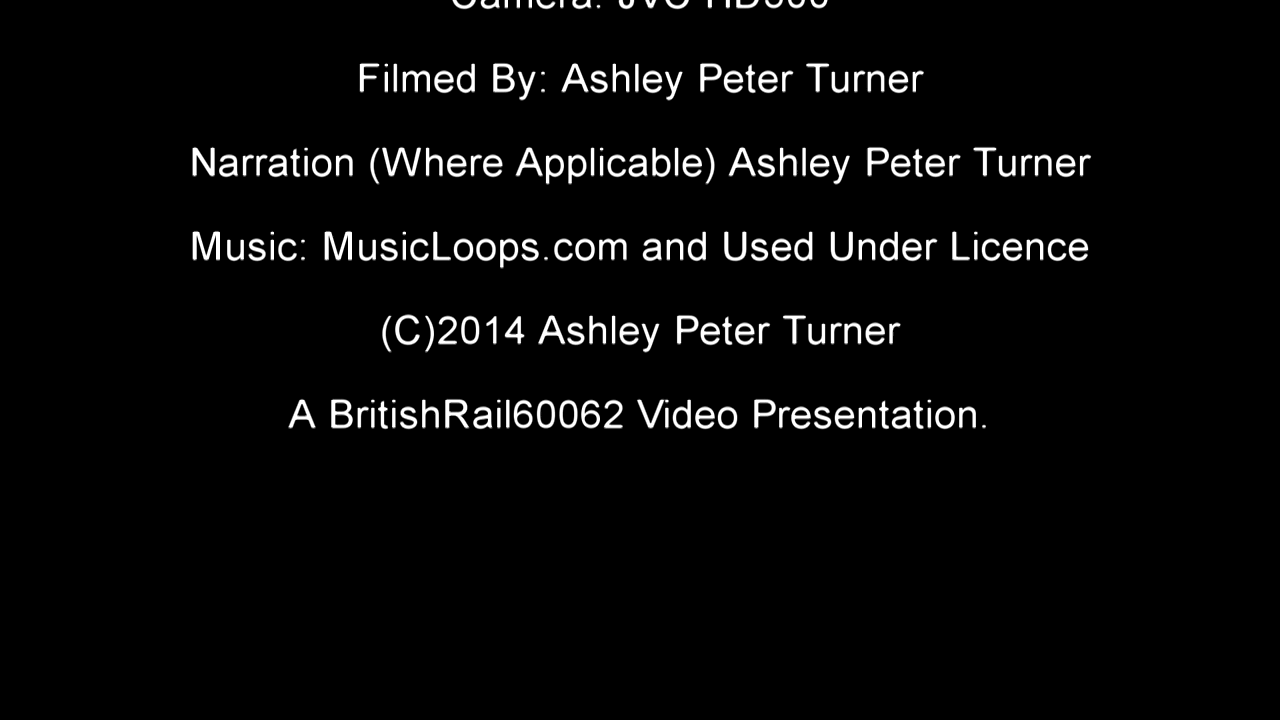 Filmed By: Ashley Peter Turner
Narration (Where Applicable) Ashley Peter Turner
Music: MusicLoops.com and Used Under Licence
(C)2014 Ashley Peter Turner
A BritishRail60062 Video Presentation.